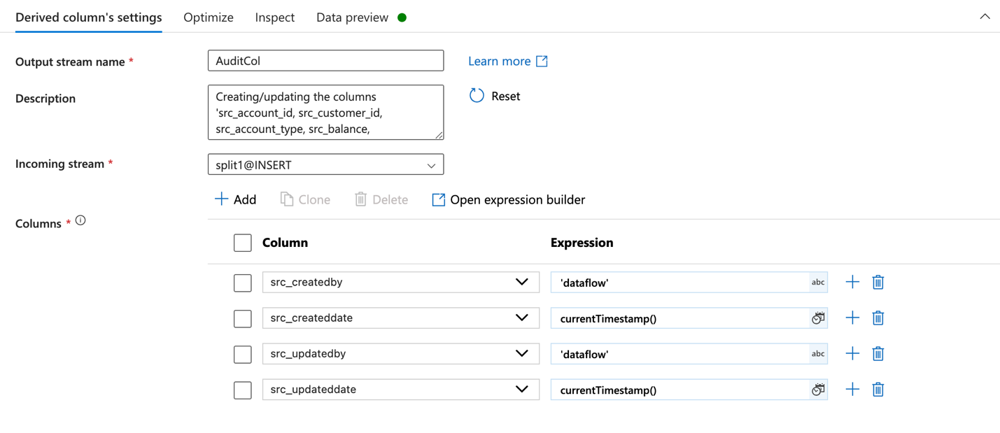 Derived column's settings Optimize Inspect Data preview
Output stream name * AuditCol Learn more
Description Creating/updating the columns
'src_account_id, src_customer_id,
src_account_type, src_balance,
Reset
Incoming stream * split1@INSERT
Add Clone Delete Open expression builder
Columns *
Column Expression
src_createdby 'dataflow' abc
src_createddate currentTimestamp()
src_updatedby 'dataflow' abc
src_updateddate currentTimestamp()